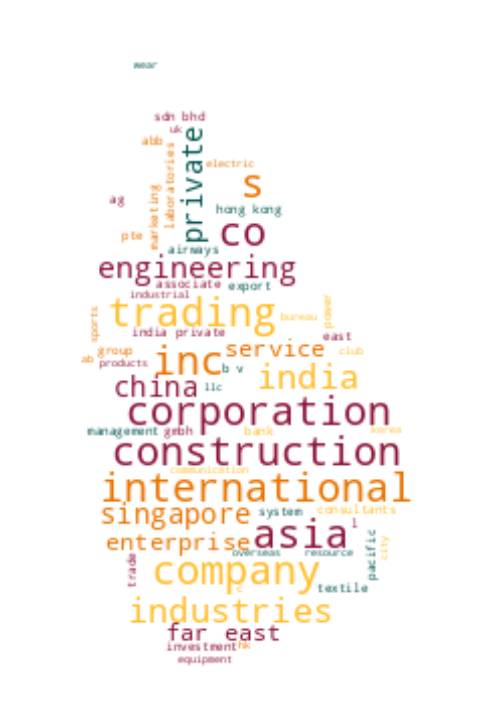 wear
sdn bhd
uk
abb
private
laboratories
electric
marketing
s
ag
hong kong
pte
co
airways
engineering
associate export
industrial
trading
power
bureau
sports
india private
east
group
inc
service
club
ab
products
b v
india
china
llc
corporation
management
gmbh
bank
korea
construction
communication
international
singapore
system
consultants
asia
l
enterprise
overseas
resource
pacific
city
trade
company
textile
c
industries
far east
investment
hk
equipment